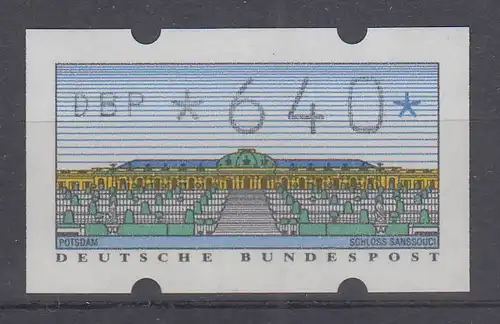 DBP *640*
POTSDAM SCHLOSS SANSSOUCI
DEUTSCHE BUNDESPOST